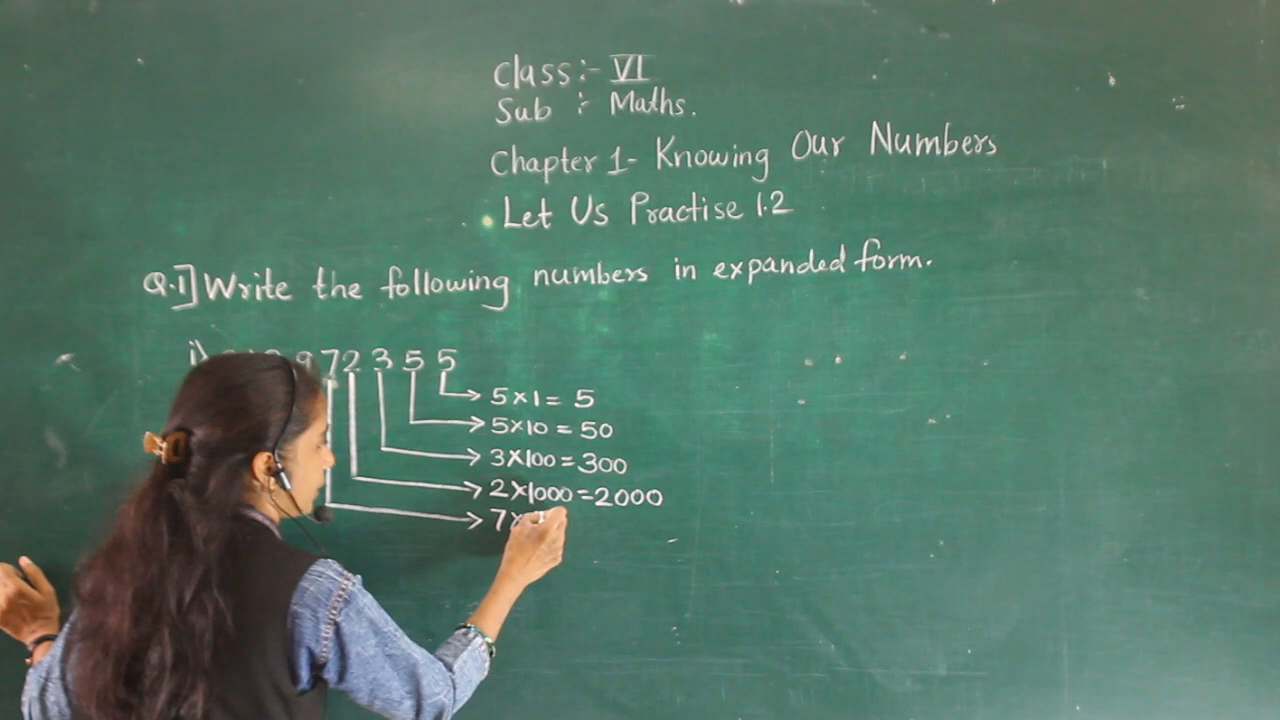 Class :- VI
Sub :- Maths.
Chapter 1- Knowing Our Numbers
Let Us Practise 1.2
Q.1] Write the following numbers in expanded form.
i) 72355
5×1= 5
5×10 = 50
3×100=300
2×1000=2000
7×